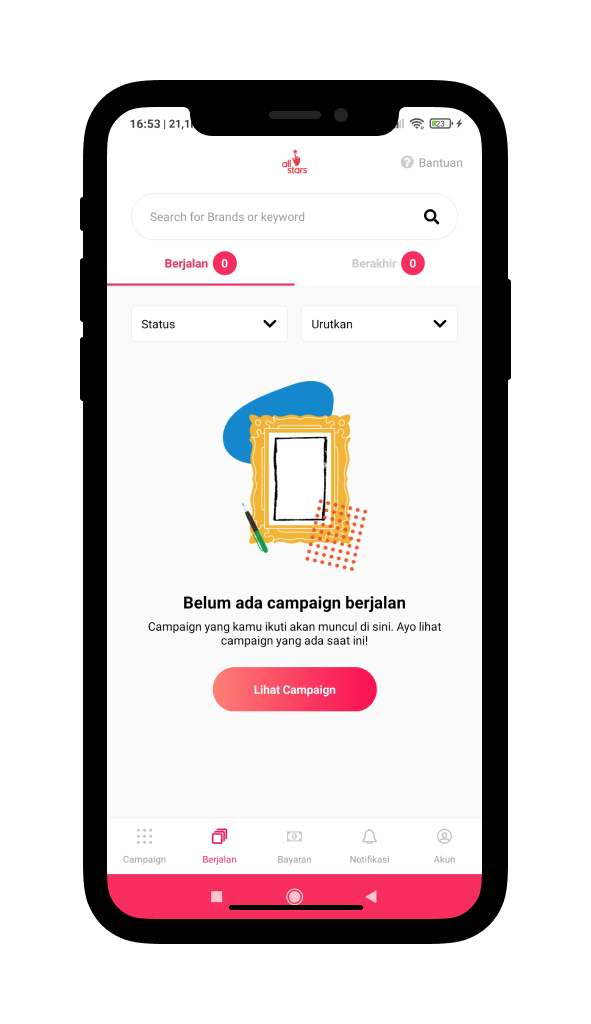 16:53 | 21,1
23
all
stars
? Bantuan
Search for Brands or keyword
Berjalan 0
Berakhir 0
Status
Urutkan
Belum ada campaign berjalan
Campaign yang kamu ikuti akan muncul di sini. Ayo lihat
campaign yang ada saat ini!
Lihat Campaign
Campaign
Berjalan
Bayaran
Notifikasi
Akun